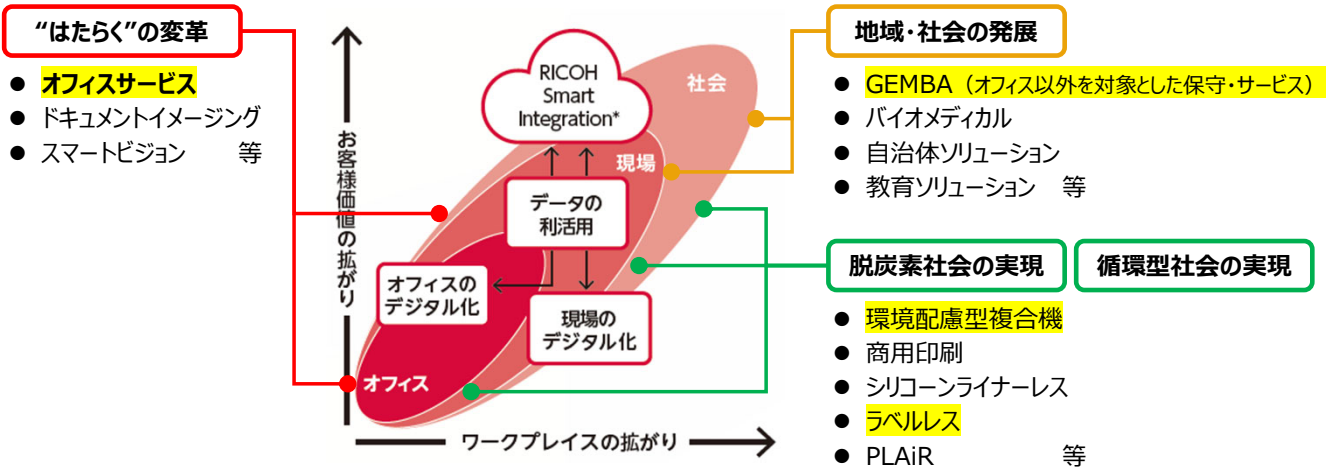 “はたらく”の変革
● オフィスサービス
● ドキュメントイメージング
● スマートビジョン 等
お客様価値の拡がり
RICOH
Smart
Integration*
社会
現場
データの
利活用
オフィスの
デジタル化
現場の
デジタル化
オフィス
ワークプレイスの拡がり
地域・社会の発展
● GEMBA（オフィス以外を対象とした保守・サービス）
● バイオメディカル
● 自治体ソリューション
● 教育ソリューション 等
脱炭素社会の実現
循環型社会の実現
● 環境配慮型複合機
● 商用印刷
● シリコーンライナーレス
● ラベルレス
● PLAiR 等